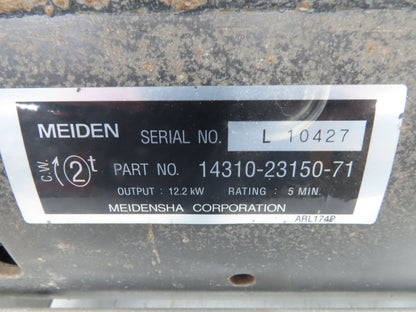 MEIDEN SERIAL NO. L 10427
C.W. 2 t PART NO. 14310-23150-71
OUTPUT : 12.2 kW RATING : 5 MIN.
MEIDENSHA CORPORATION
ARL174P